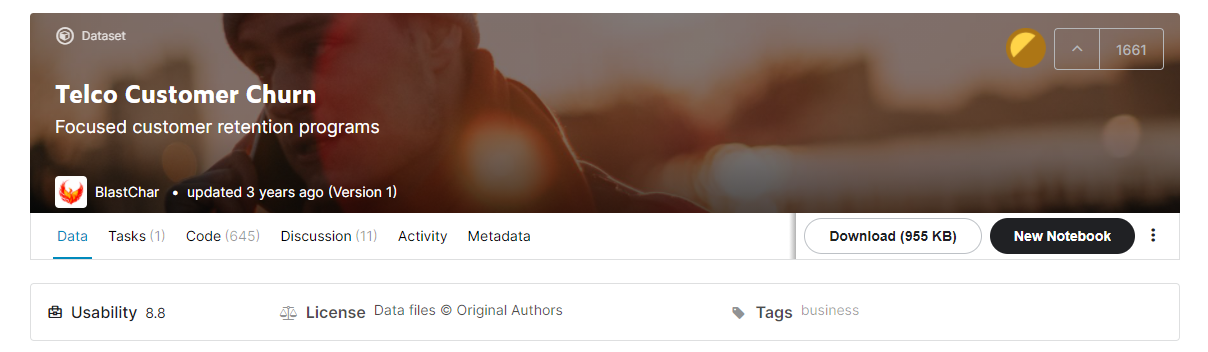 Dataset
1661
Telco Customer Churn
Focused customer retention programs
BlastChar • updated 3 years ago (Version 1)
Data Tasks (1) Code (645) Discussion (11) Activity Metadata Download (955 KB) New Notebook
Usability 8.8 License Data files © Original Authors Tags business